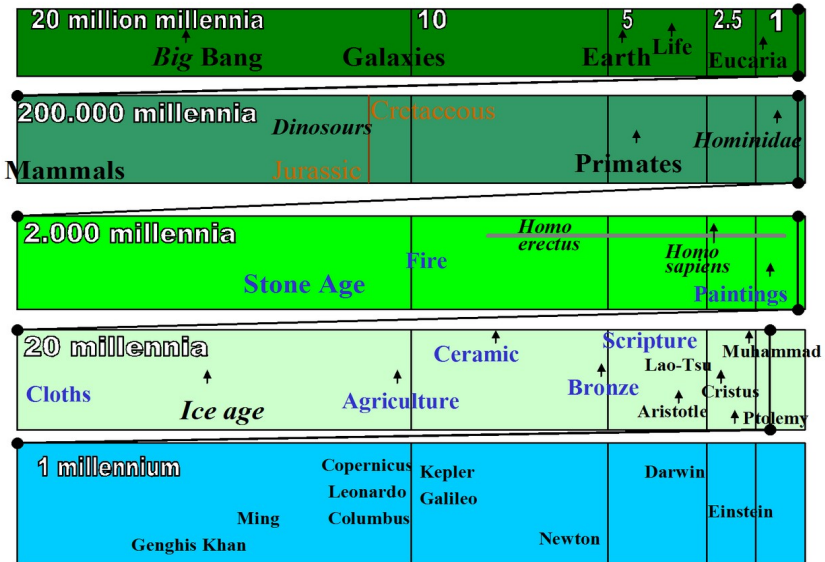 20 million millennia
10
5
2.5
1
Big Bang
Galaxies
Earth
Life
Eucaria
200.000 millennia
Cretaceous
Dinosours
Hominidae
Mammals
Jurassic
Primates
2.000 millennia
Homo
erectus
Fire
Homo
sapiens
Stone Age
Paintings
20 millennia
Ceramic
Scripture
Muhammad
Lao-Tsu
Cloths
Ice age
Agriculture
Bronze
Cristus
Aristotle
Ptolemy
1 millennium
Copernicus
Kepler
Darwin
Leonardo
Galileo
Ming
Columbus
Einstein
Genghis Khan
Newton